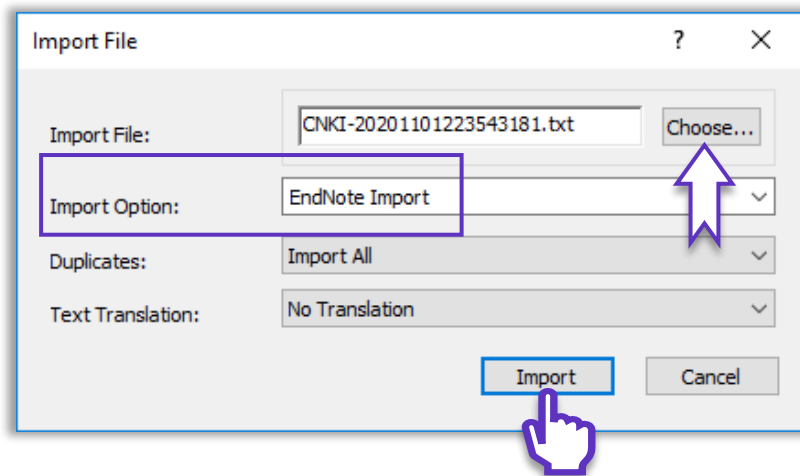 Import File
?
Import File:
CNKI-20201101223543181.txt
Choose...
Import Option:
EndNote Import
Duplicates:
Import All
Text Translation:
No Translation
Import
Cancel